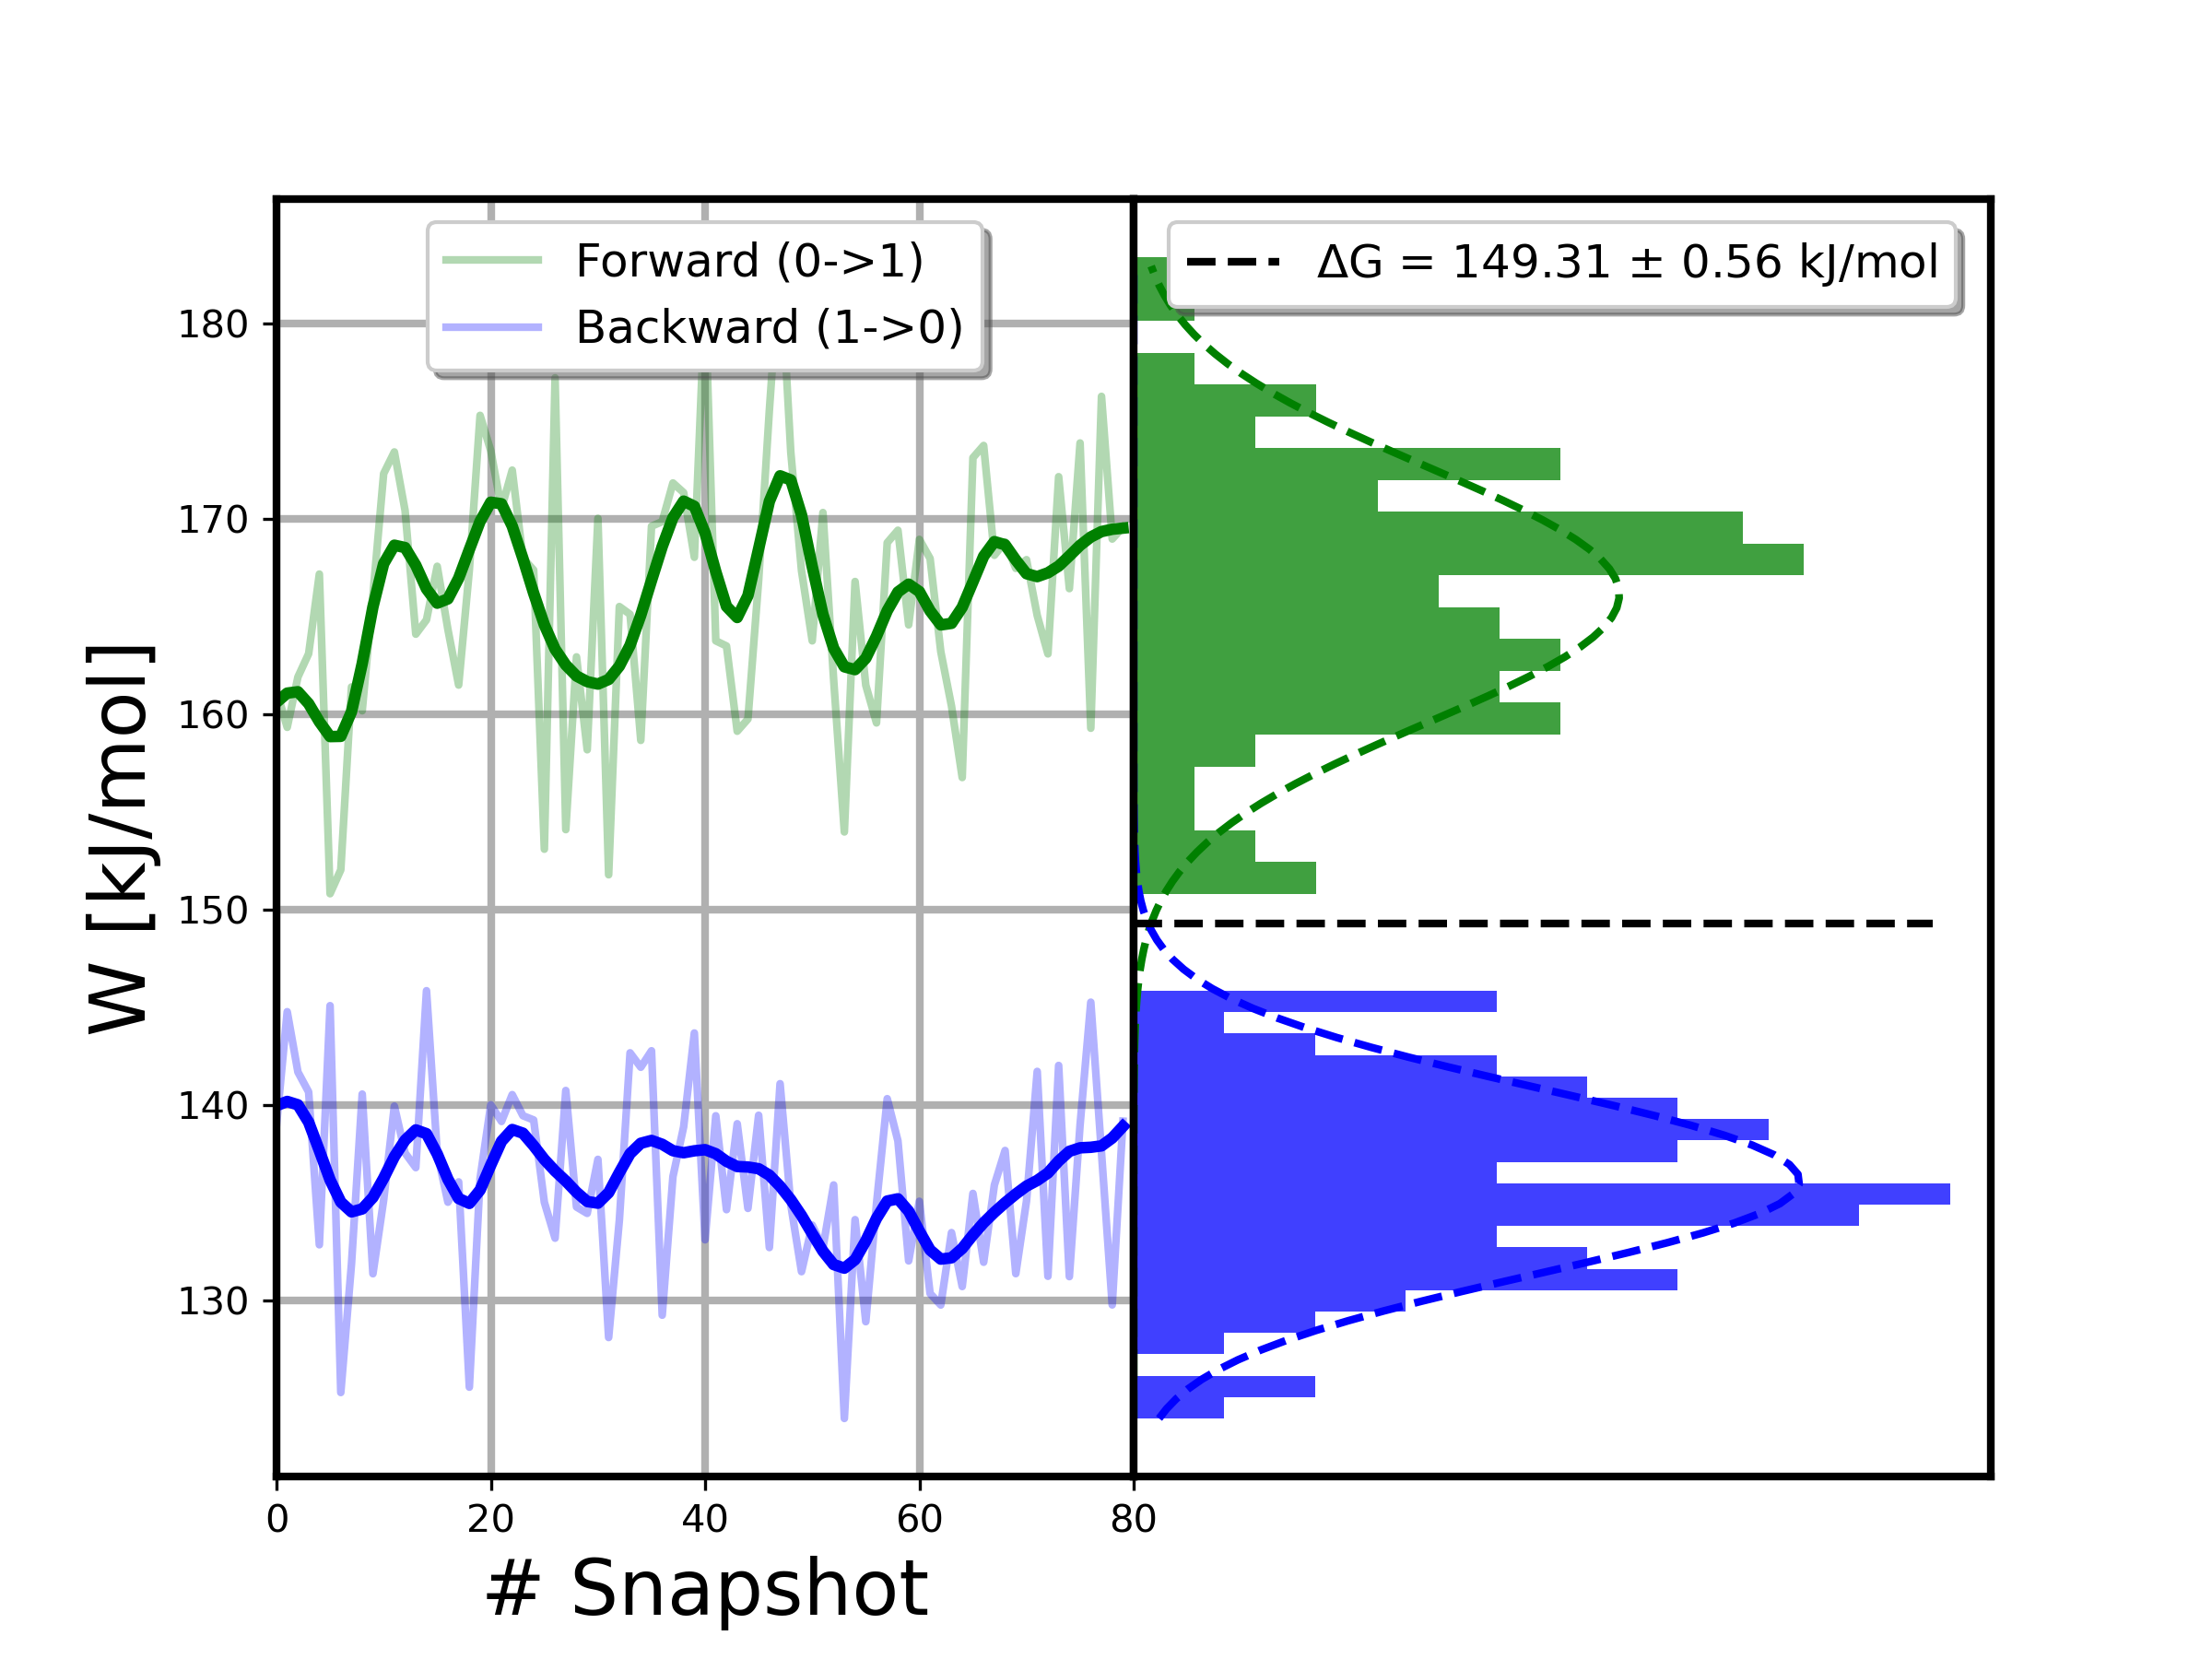 Forward (0->1)
Backward (1->0)
ΔG = 149.31 ± 0.56 kJ/mol
W [kJ/mol]
180
170
160
150
140
130
0 20 40 60 80
# Snapshot